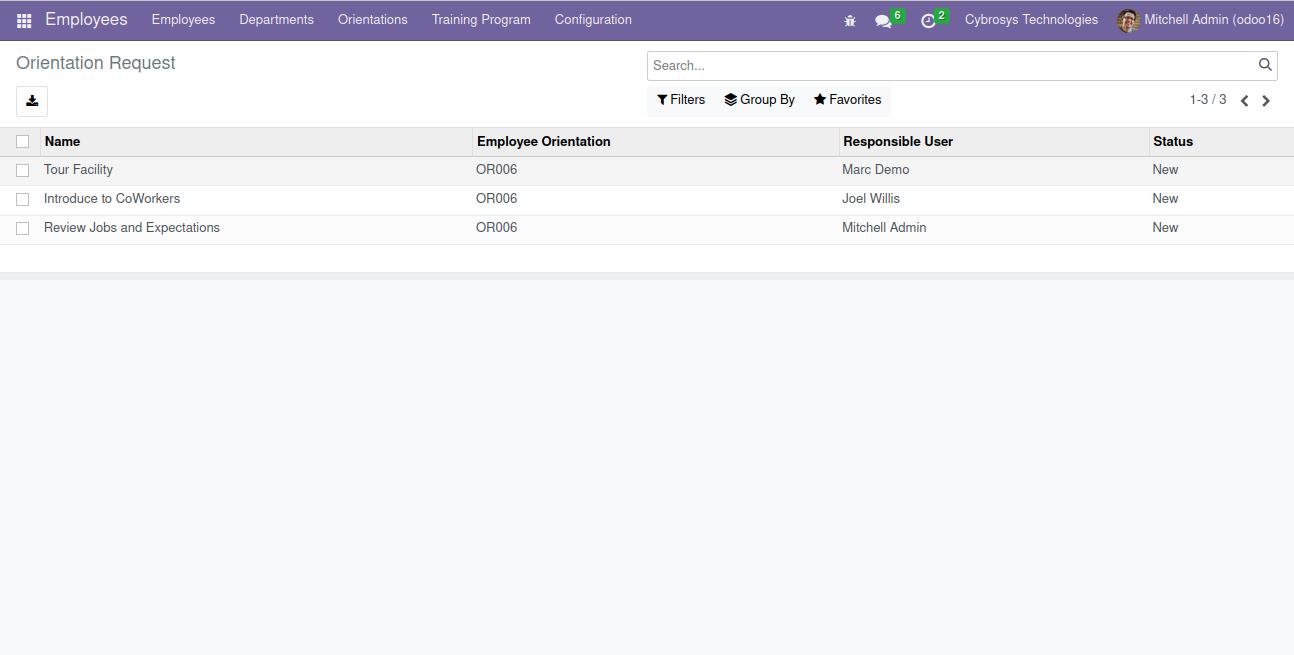 Employees Employees Departments Orientations Training Program Configuration 6 2 Cybrosys Technologies Mitchell Admin (odoo16)
Orientation Request
Search...
Filters Group By Favorites 1-3 / 3
Name Employee Orientation Responsible User Status
Tour Facility OR006 Marc Demo New
Introduce to CoWorkers OR006 Joel Willis New
Review Jobs and Expectations OR006 Mitchell Admin New